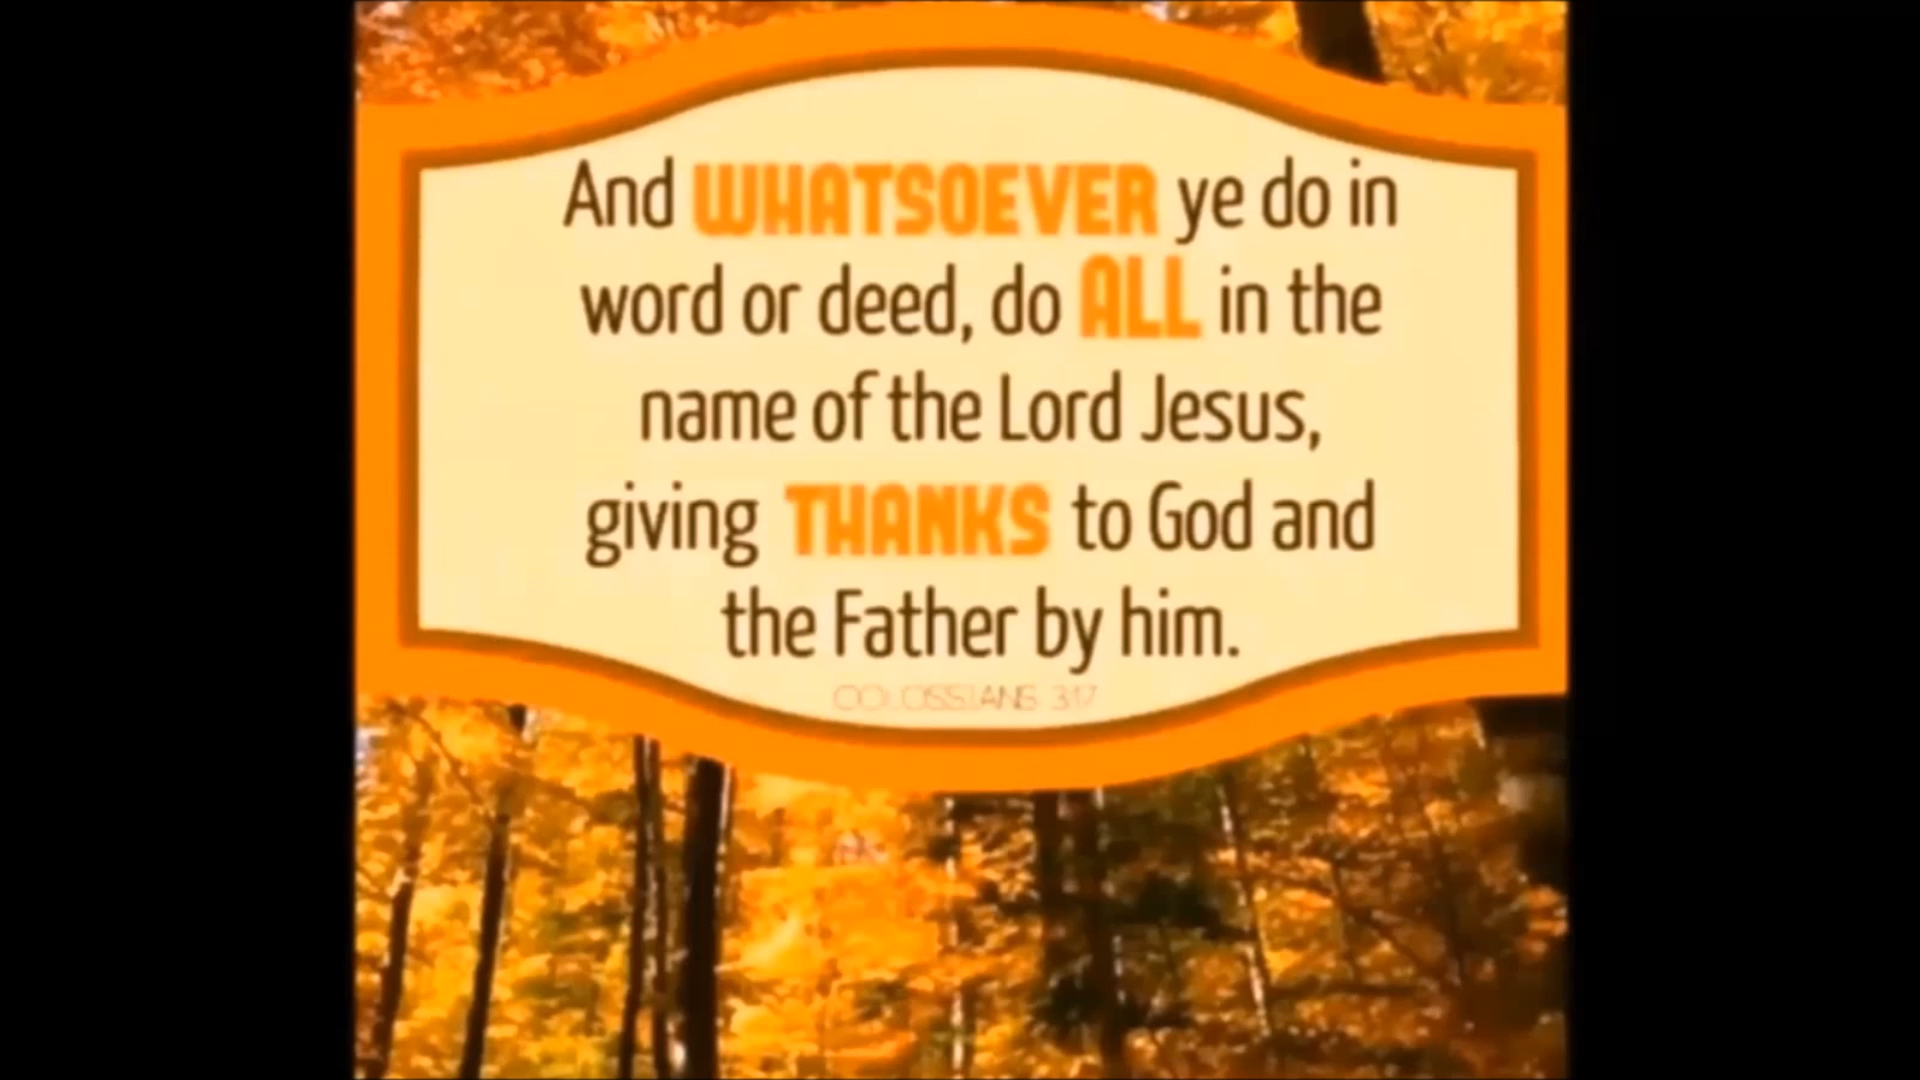 And WHATSOEVER ye do in
word or deed, do ALL in the
name of the Lord Jesus,
giving THANKS to God and
the Father by him.
COLOSSIANS 3:17